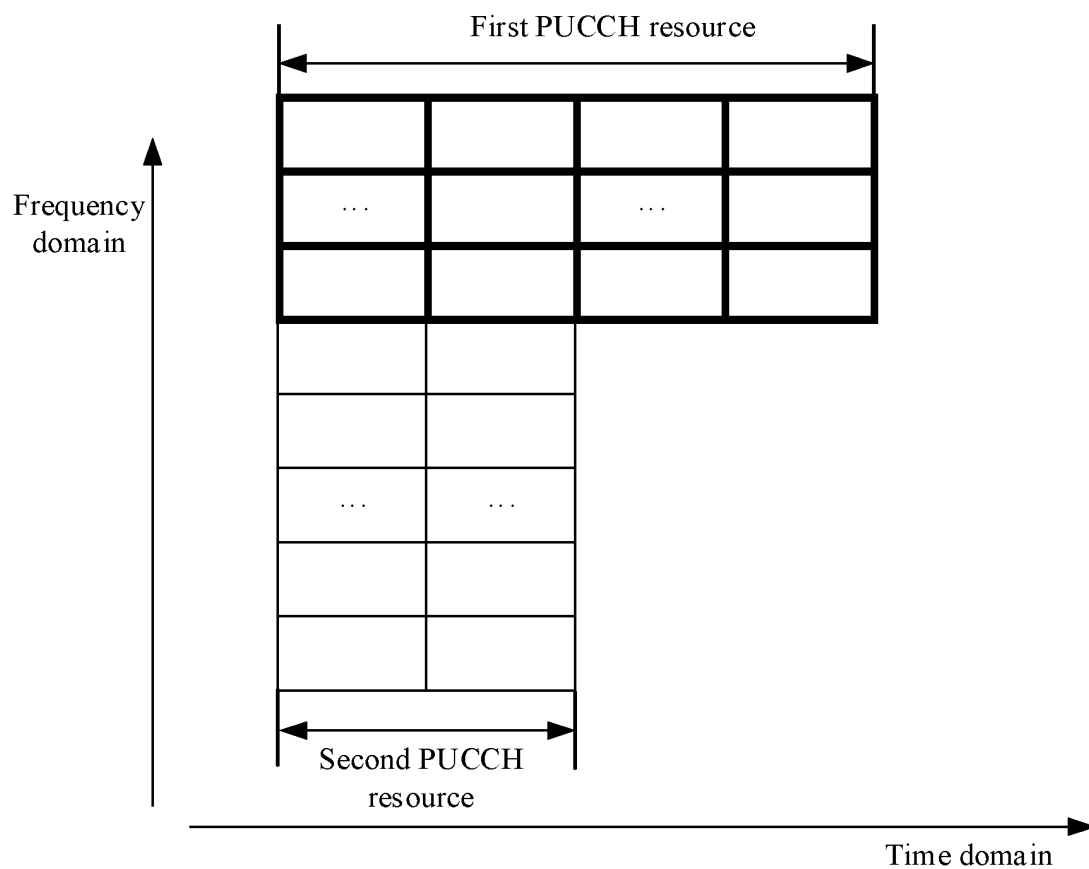 First PUCCH resource
Frequency
domain
... ...
... ...
Second PUCCH
resource
Time domain